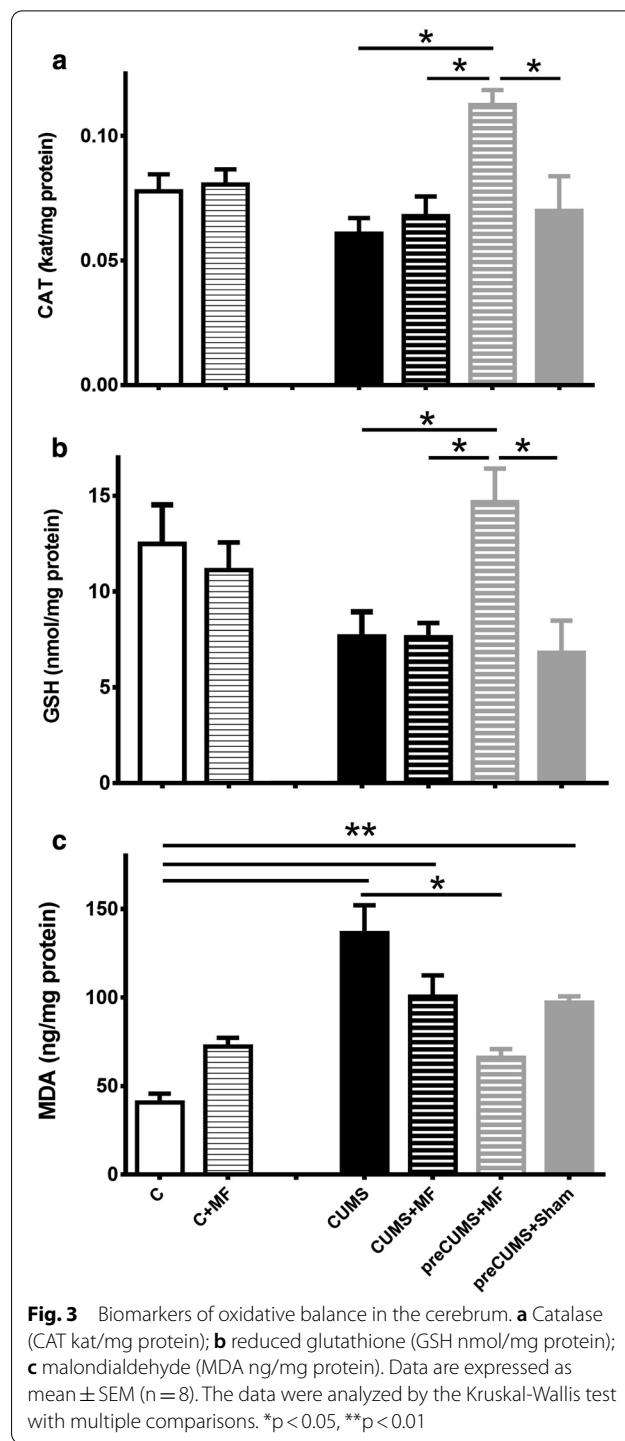 a
*
* *
CAT (kat/mg protein)
0.10
0.05
0.00
b
*
* *
GSH (nmol/mg protein)
15
10
5
0
c
**
*
MDA (ng/mg protein)
150
100
50
0
C
C+MF
CUMS
CUMS+MF
preCUMS+MF
preCUMS+Sham
Fig. 3 Biomarkers of oxidative balance in the cerebrum. a Catalase
(CAT kat/mg protein); b reduced glutathione (GSH nmol/mg protein);
c malondialdehyde (MDA ng/mg protein). Data are expressed as
mean ± SEM (n = 8). The data were analyzed by the Kruskal-Wallis test
with multiple comparisons. *p < 0.05, **p < 0.01